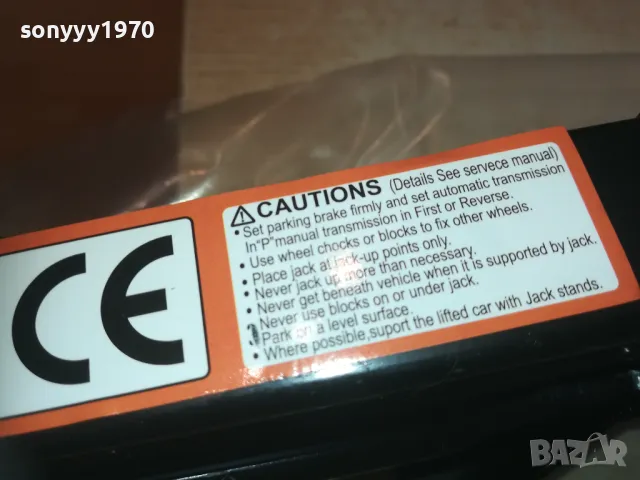 sonyyy1970
CE
⚠CAUTIONS (Details See servece manual)
• Set parking brake firmly and set automatic transmission
In"P"manual transmission in First or Reverse.
• Use wheel chocks or blocks to fix other wheels.
• Place jack at jack-up points only.
• Never jack up more than necessary.
• Never get beneath vehicle when it is supported by jack.
• Never use blocks on or under jack.
• Park on a level surface.
• Where possible,suport the lifted car with Jack stands.
BAZAR
bg